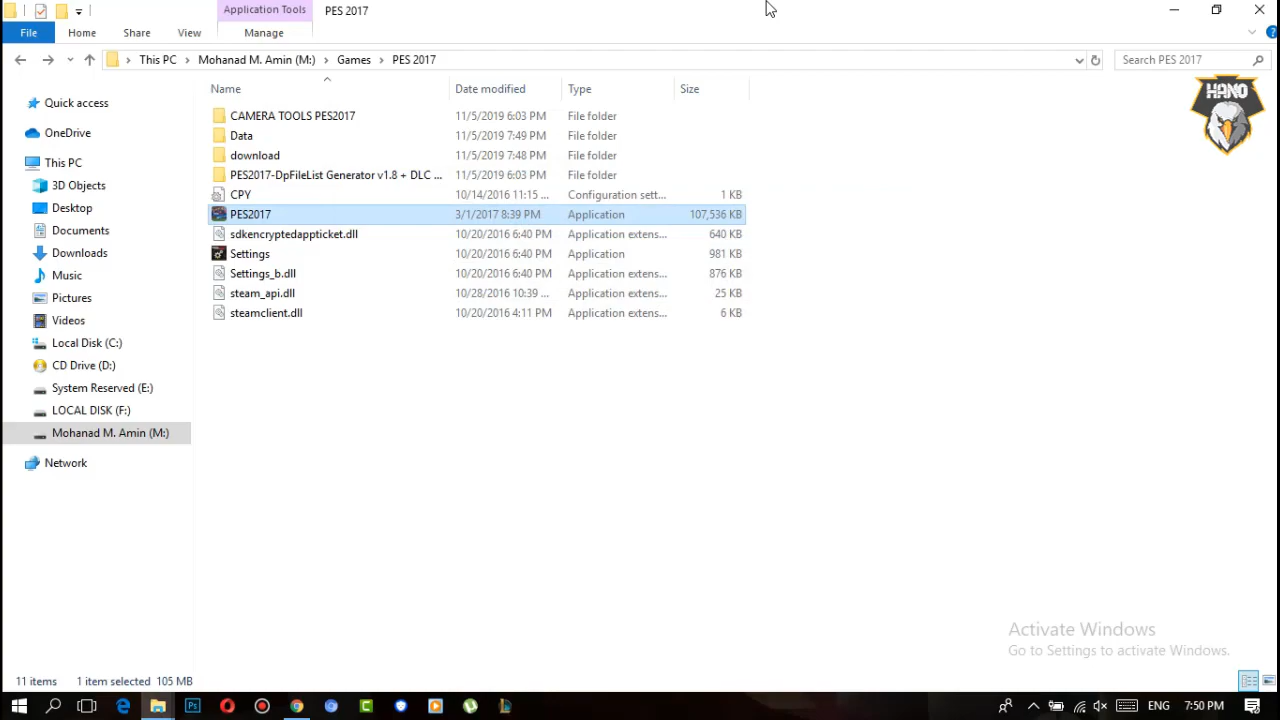 Application Tools PES 2017
File Home Share View Manage
This PC Mohanad M. Amin (M:) Games PES 2017 Search PES 2017
Name Date modified Type Size
HANO
Quick access
OneDrive
This PC
3D Objects
Desktop
Documents
Downloads
Music
Pictures
Videos
Local Disk (C:)
CD Drive (D:)
System Reserved (E:)
LOCAL DISK (F:)
Mohanad M. Amin (M:)
Network
CAMERA TOOLS PES2017 11/5/2019 6:03 PM File folder
Data 11/5/2019 7:49 PM File folder
download 11/5/2019 7:48 PM File folder
PES2017-DpFileList Generator v1.8 + DLC ... 11/5/2019 6:03 PM File folder
CPY 10/14/2016 11:15 ... Configuration sett... 1 KB
PES2017 3/1/2017 8:39 PM Application 107,536 KB
sdkencryptedappticket.dll 10/20/2016 6:40 PM Application extens... 640 KB
Settings 10/20/2016 6:40 PM Application 981 KB
Settings_b.dll 10/20/2016 6:40 PM Application extens... 876 KB
steam_api.dll 10/28/2016 10:39 ... Application extens... 25 KB
steamclient.dll 10/20/2016 4:11 PM Application extens... 6 KB
Activate Windows
Go to Settings to activate Windows.
11 items 1 item selected 105 MB
Ps
ENG 7:50 PM